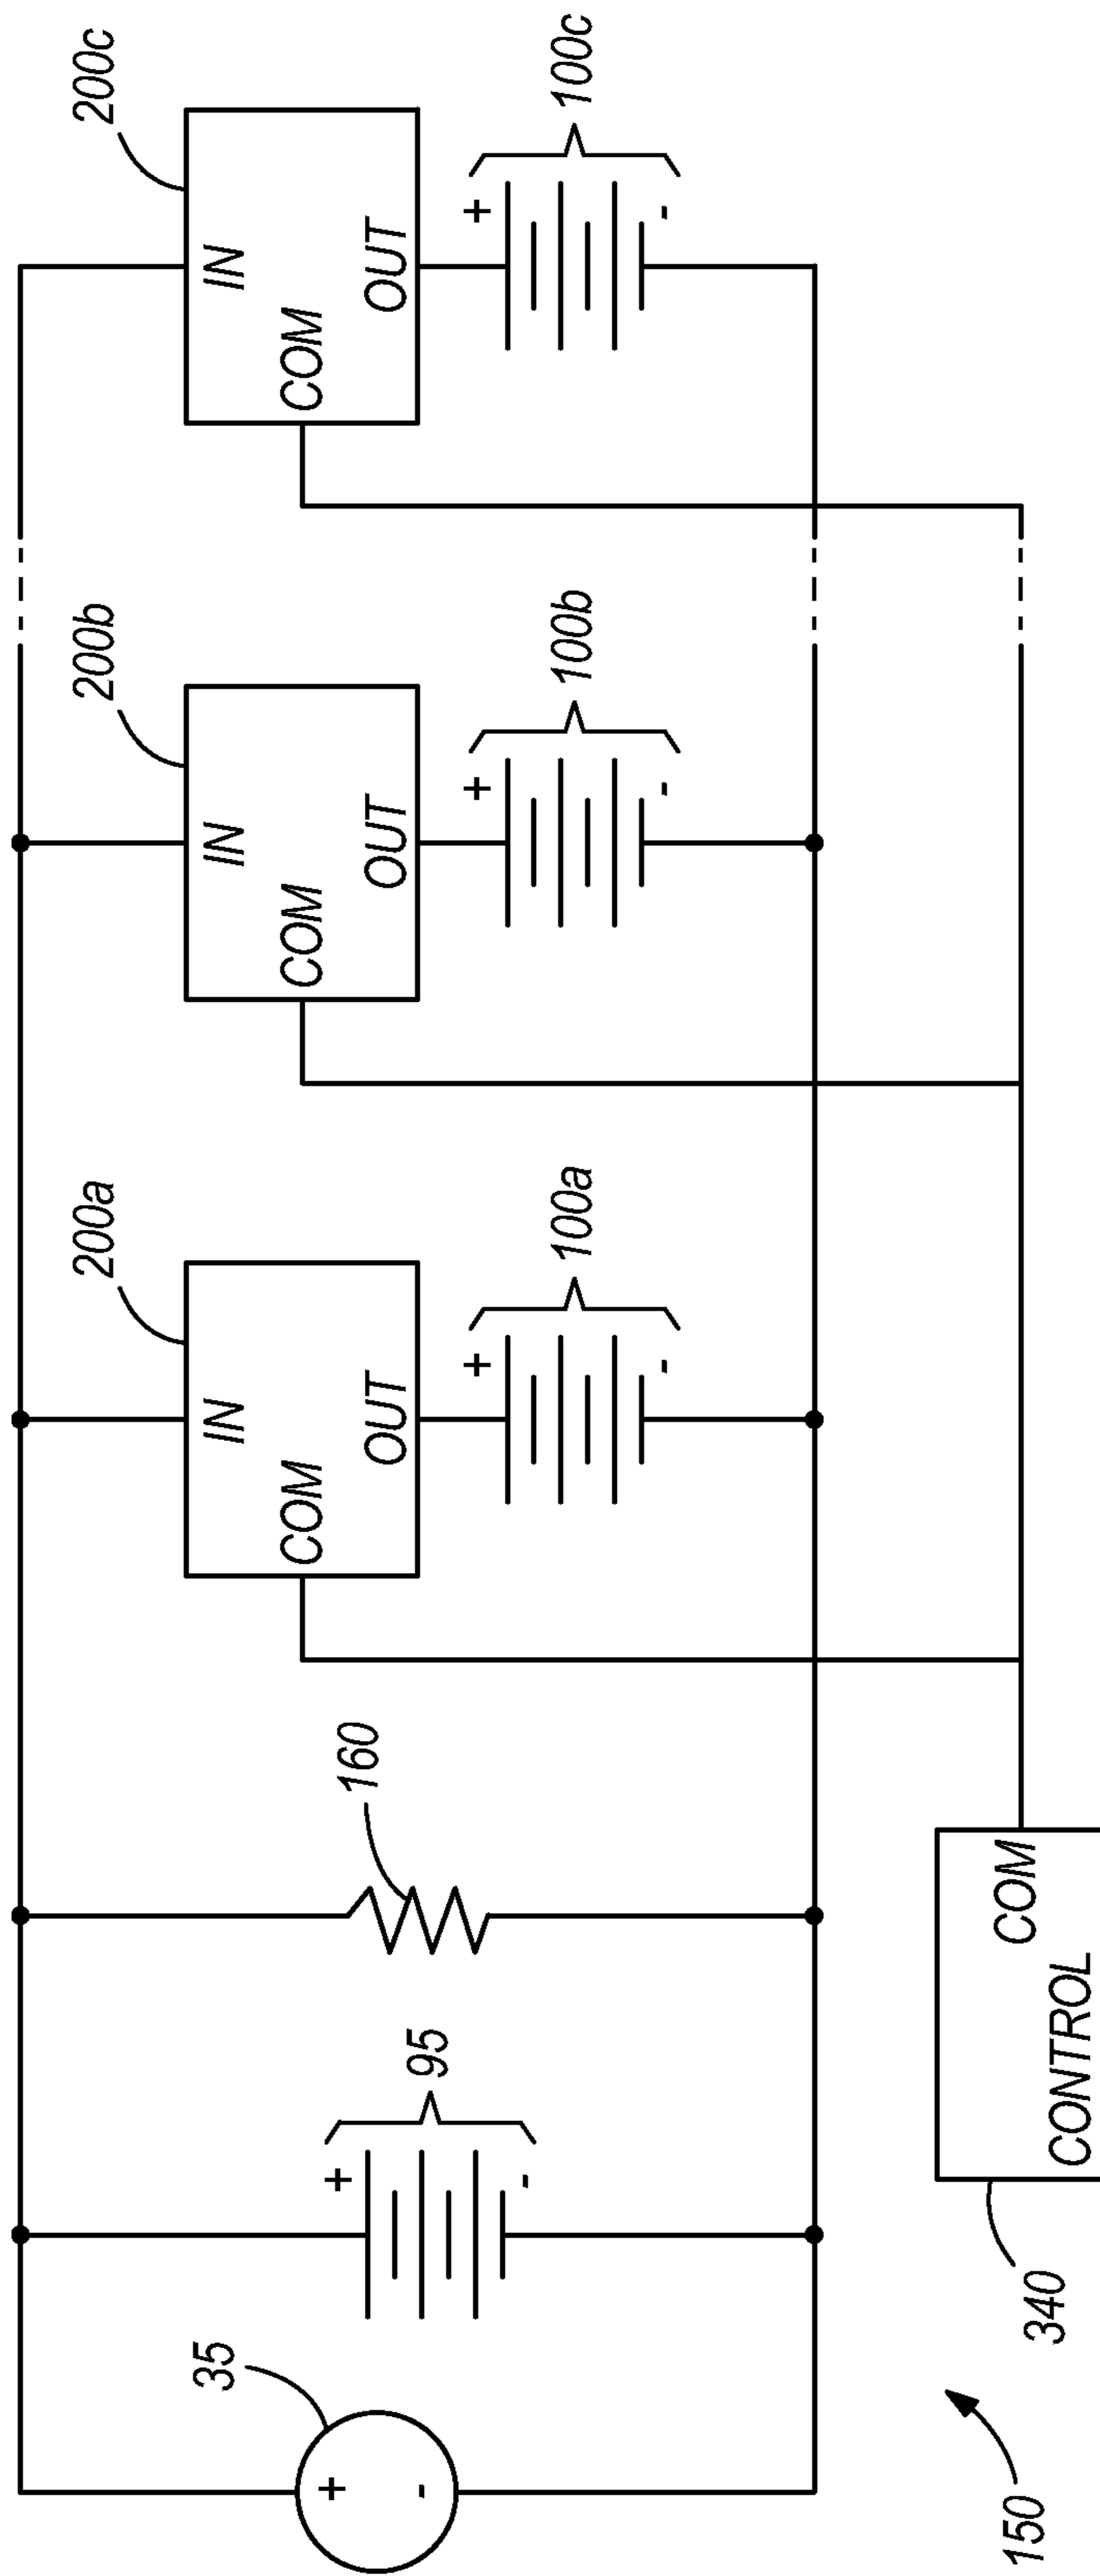 200c
200b
200a
IN
COM
OUT
IN
COM
OUT
IN
COM
OUT
+
-
100c
+
-
100b
+
-
100a
160
+
-
95
35
+
-
COM
CONTROL
340
150